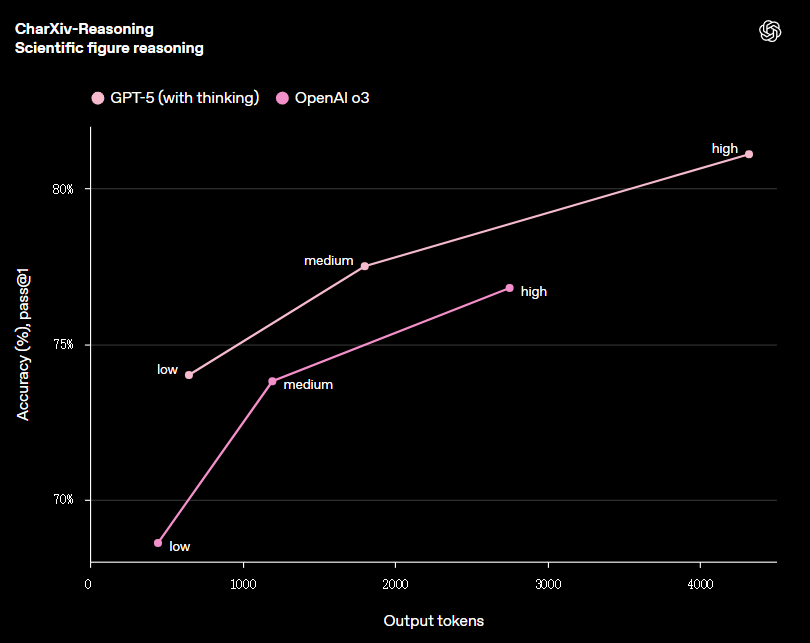 CharXiv-Reasoning
Scientific figure reasoning
GPT-5 (with thinking)
OpenAI o3
high
80%
medium
high
75%
low
medium
70%
low
Accuracy (%), pass@1
0
1000
2000
3000
4000
Output tokens